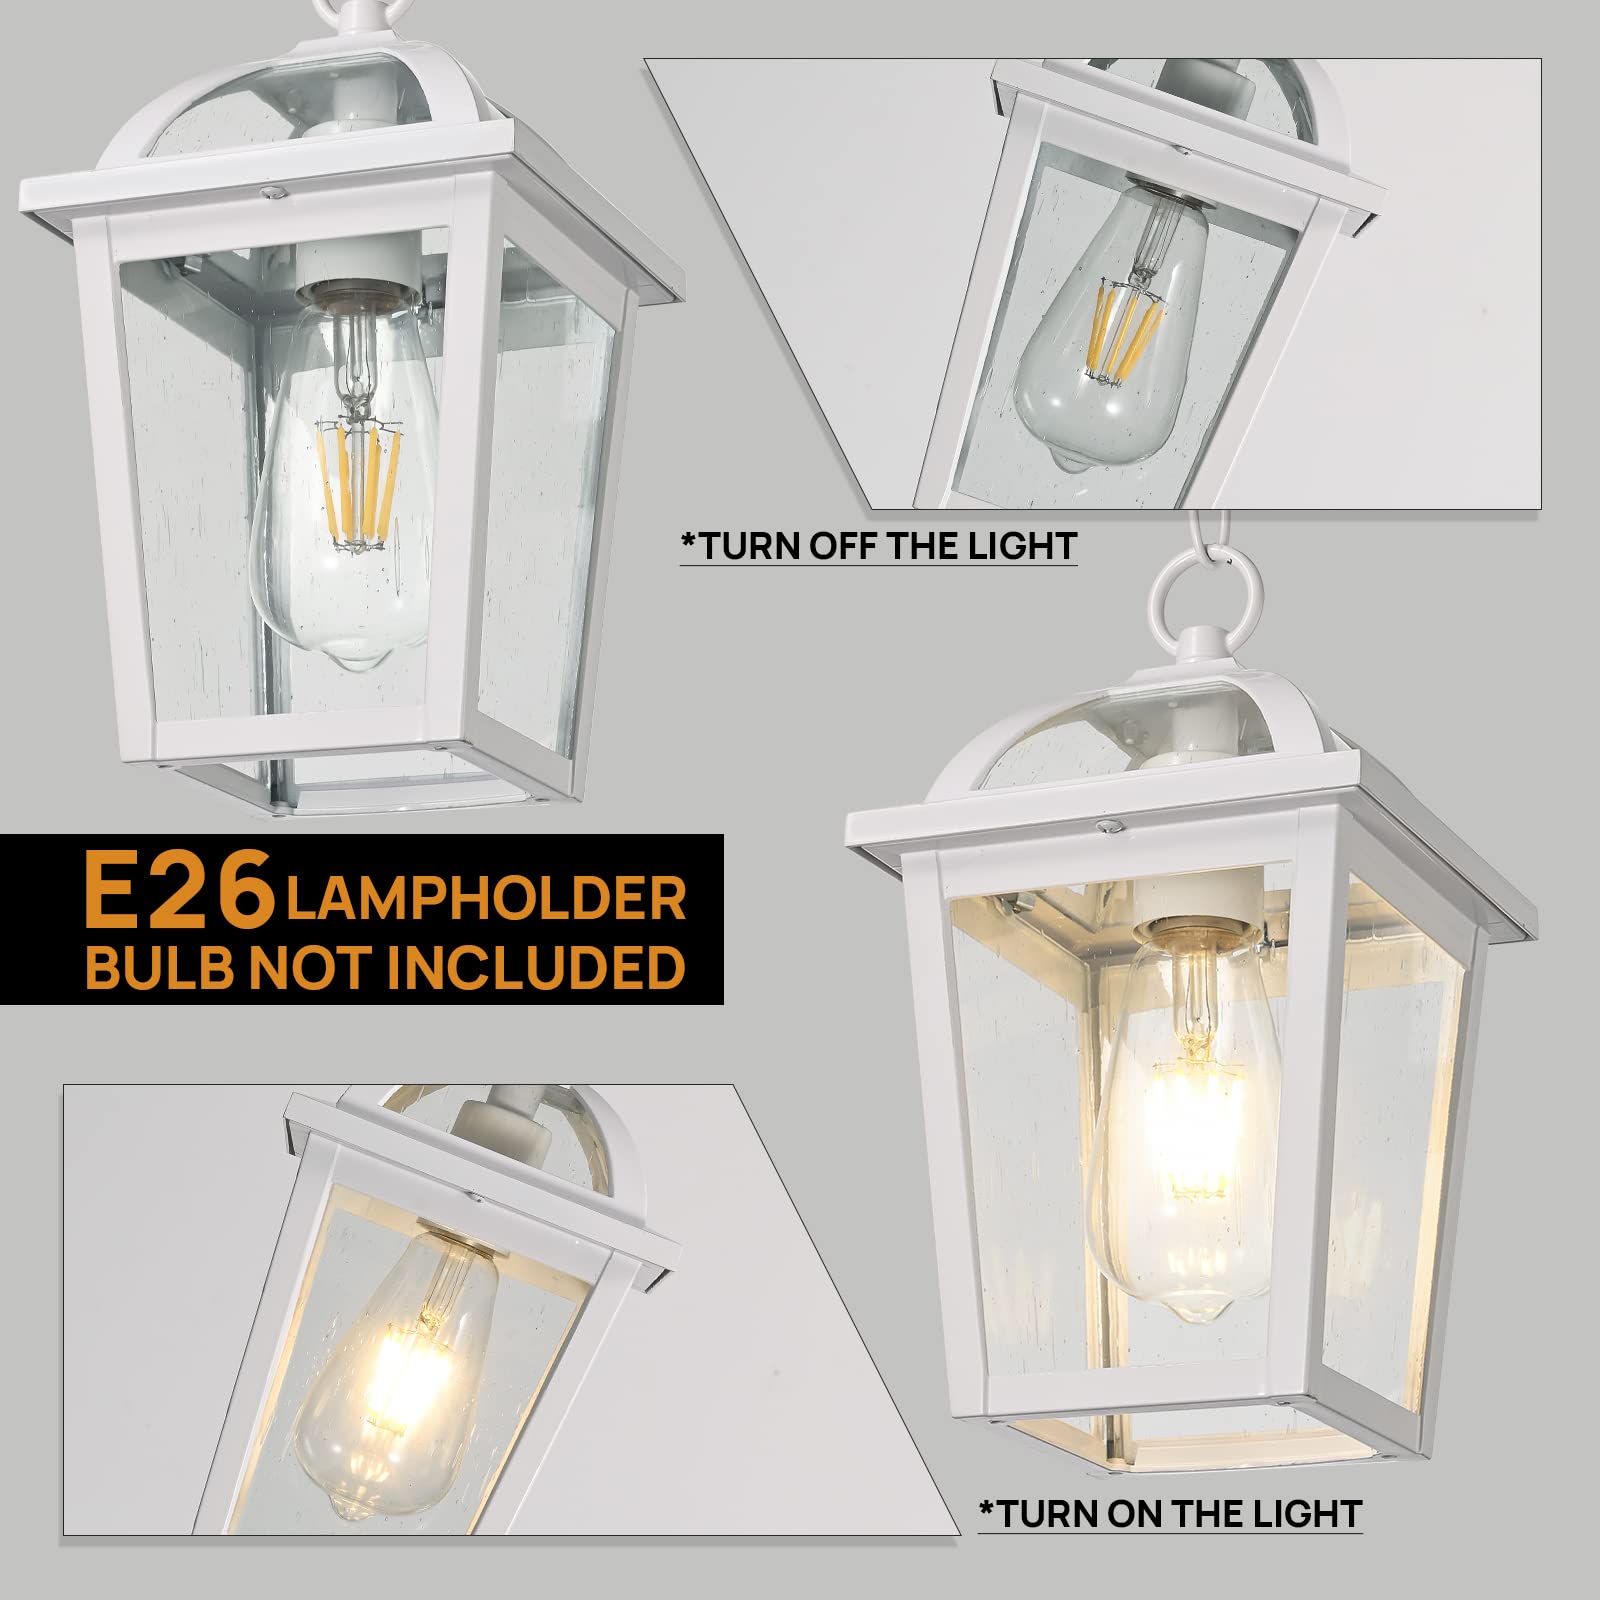 *TURN OFF THE LIGHT
E26 LAMPHOLDER
BULB NOT INCLUDED
*TURN ON THE LIGHT